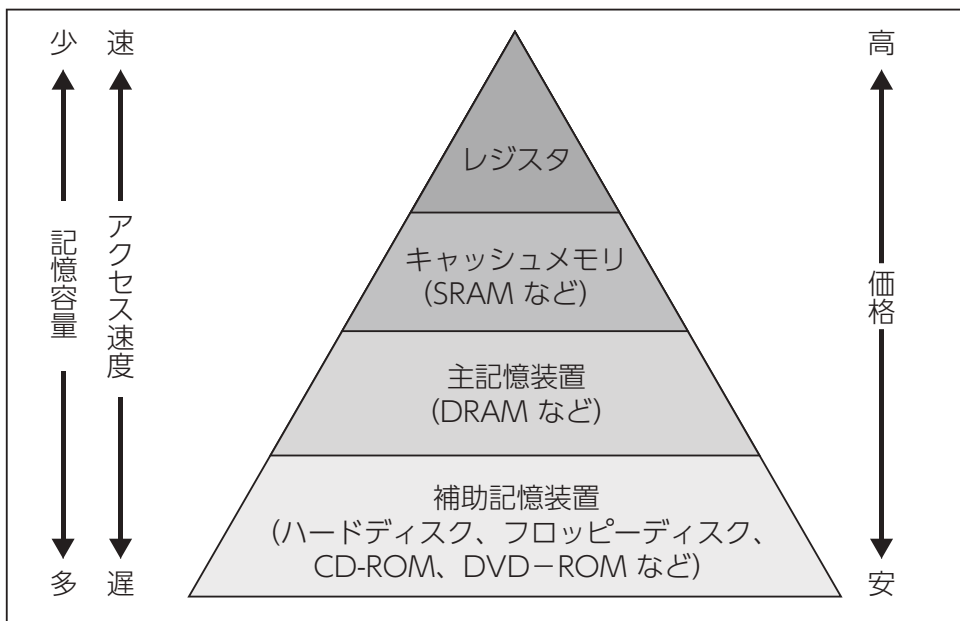 少
速
高
記憶容量
アクセス速度
価格
多
遅
安
レジスタ
キャッシュメモリ
(SRAM など)
主記憶装置
(DRAM など)
補助記憶装置
(ハードディスク、フロッピーディスク、
CD-ROM、DVD－ROM など)